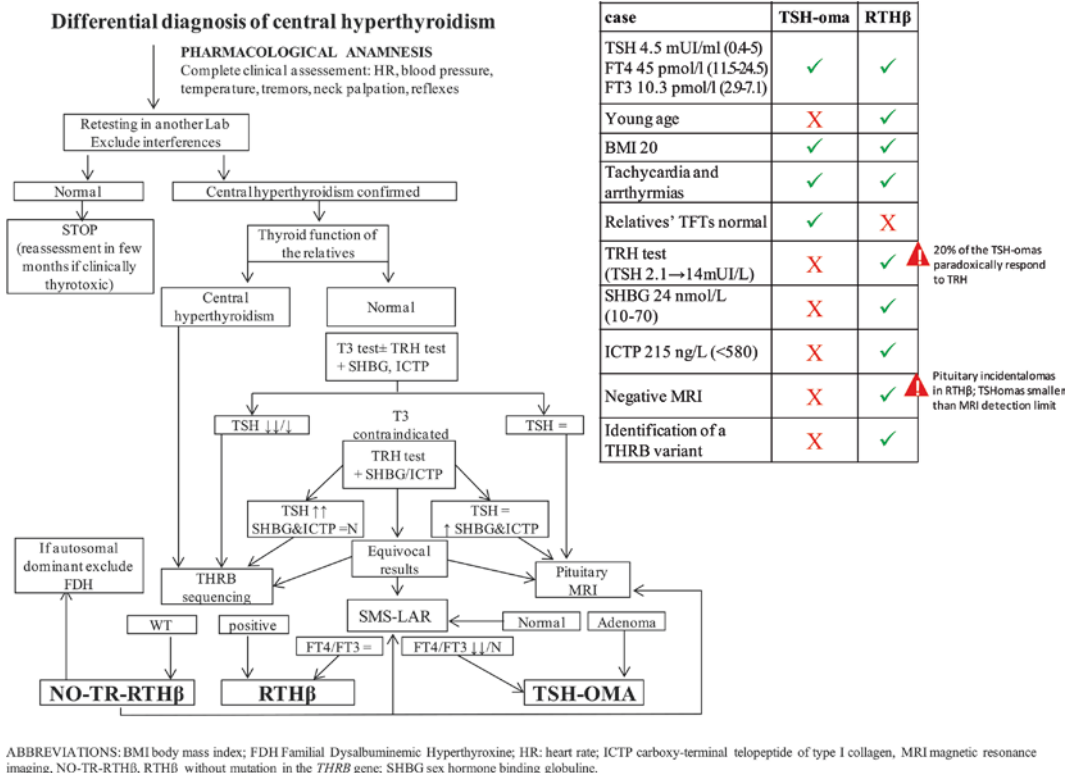 Differential diagnosis of central hyperthyroidism
PHARMACOLOGICAL ANAMNESIS
Complete clinical assessment: HR, blood pressure,
temperature, tremors, neck palpation, reflexes
Retesting in another Lab
Exclude interferences
Normal
Central hyperthyroidism confirmed
STOP
(reassessment in few
months if clinically
thyrotoxic)
Thyroid function of
the relatives
Central
hyperthyroidism
Normal
T3 test± TRH test
+ SHBG, ICTP
TSH ↓↓/↓
T3
contraindicated
TSH =
TRH test
+ SHBG/ICTP
TSH ↑↑
SHBG&ICTP =N
TSH =
↑ SHBG&ICTP
If autosomal
dominant exclude
FDH
THRB
sequencing
Equivocal
results
Pituitary
MRI
SMS-LAR
WT
positive
Normal
Adenoma
FT4/FT3 =
FT4/FT3 ↓↓/N
NO-TR-RTHβ
RTHβ
TSH-OMA
case TSH-oma RTHβ
TSH 4.5 mUI/ml (0.4-5)
FT4 45 pmol/l (11.5-24.5) ✓ ✓
FT3 10.3 pmol/l (2.9-7.1)
Young age X ✓
BMI 20 ✓ ✓
Tachycardia and
arrthyrmias ✓ ✓
Relatives' TFTs normal ✓ X
TRH test
(TSH 2.1→14mUI/L) X ✓
20% of the TSH-omas
paradoxically respond
to TRH
SHBG 24 nmol/L
(10-70) X ✓
ICTP 215 ng/L (<580) X ✓
Negative MRI X ✓
Pituitary incidentalomas
in RTHβ; TSHomas smaller
than MRI detection limit
Identification of a
THRB variant X ✓
ABBREVIATIONS: BMI body mass index; FDH Familial Dysalbuminemic Hyperthyroxine; HR: heart rate; ICTP carboxy-terminal telopeptide of type I collagen, MRI magnetic resonance
imaging, NO-TR-RTHβ, RTHβ without mutation in the THRB gene; SHBG sex hormone binding globuline.